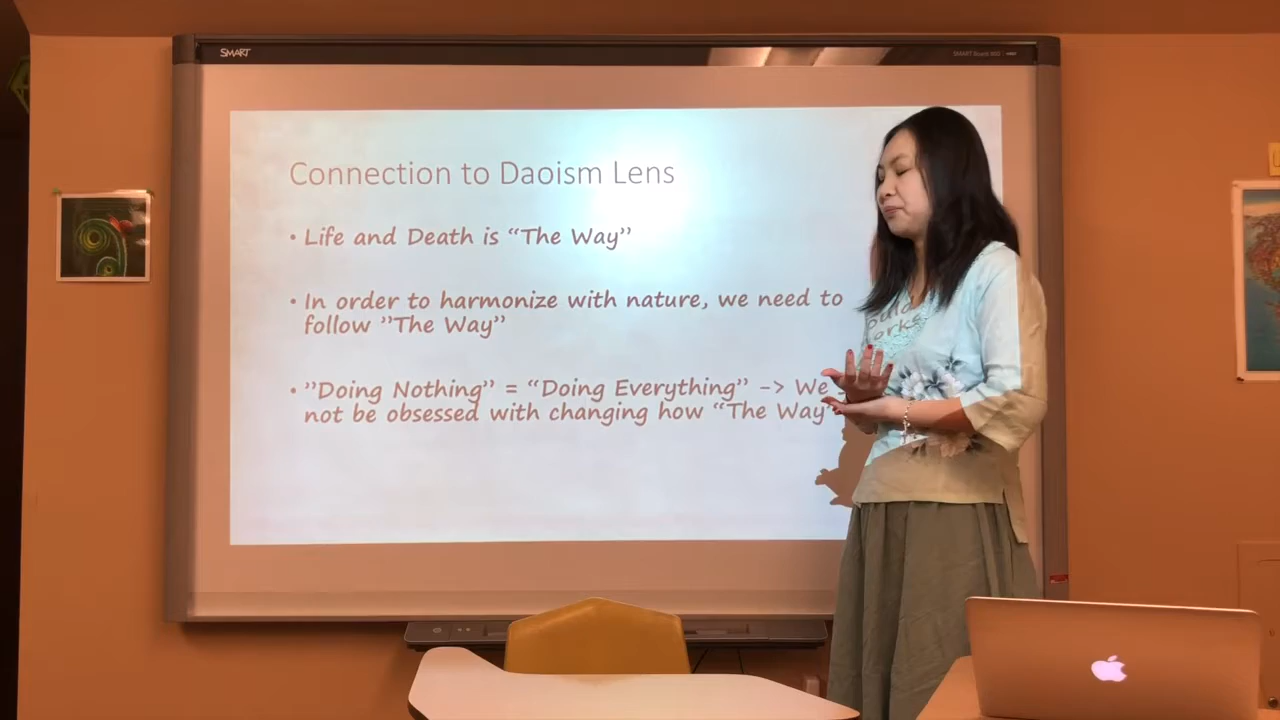 SMART
Connection to Daoism Lens
• Life and Death is “The Way”
• In order to harmonize with nature, we need to
follow ”The Way”
• ”Doing Nothing” = “Doing Everything” -> We
not be obsessed with changing how “The Way”